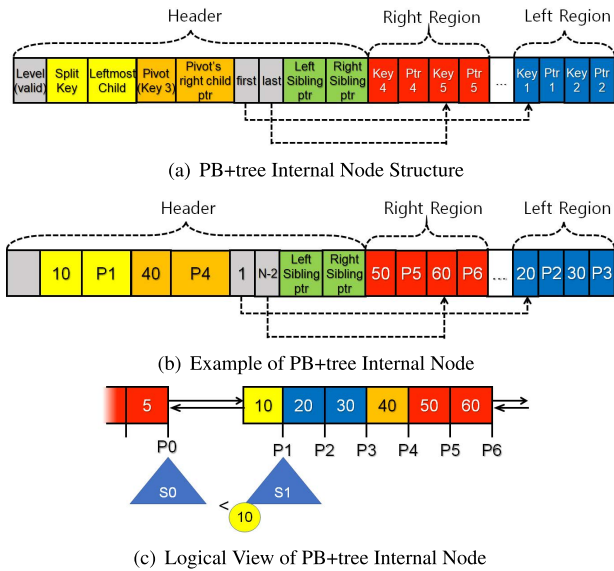 Header
Right Region
Left Region
Level (valid)
Split Key
Leftmost Child
Pivot (Key 3)
Pivot's right child ptr
first
last
Left Sibling ptr
Right Sibling ptr
Key 4
Ptr 4
Key 5
Ptr 5
...
Key 1
Ptr 1
Key 2
Ptr 2
(a) PB+tree Internal Node Structure
Header
Right Region
Left Region
10
P1
40
P4
1
N-2
Left Sibling ptr
Right Sibling ptr
50
P5
60
P6
...
20
P2
30
P3
(b) Example of PB+tree Internal Node
5
10
20
30
40
50
60
P0
P1
P2
P3
P4
P5
P6
S0
<
S1
10
(c) Logical View of PB+tree Internal Node